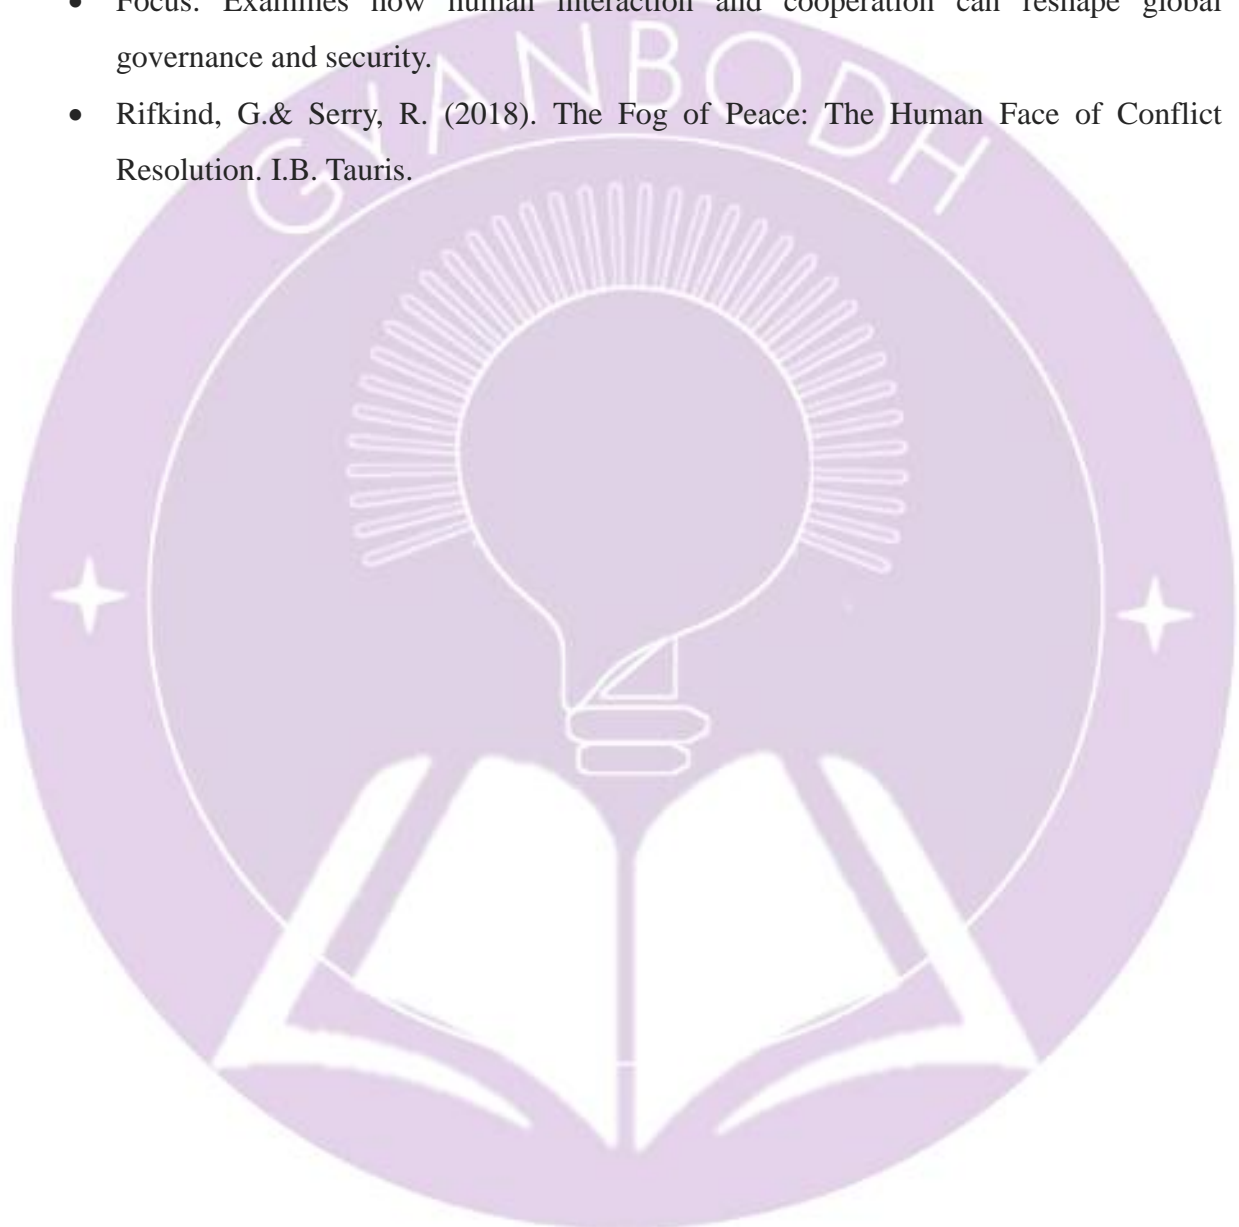 • Focus: Examines how human interaction and cooperation can reshape global
governance and security.
• Rifkind, G.& Serry, R. (2018). The Fog of Peace: The Human Face of Conflict
Resolution. I.B. Tauris.
GYANBODH